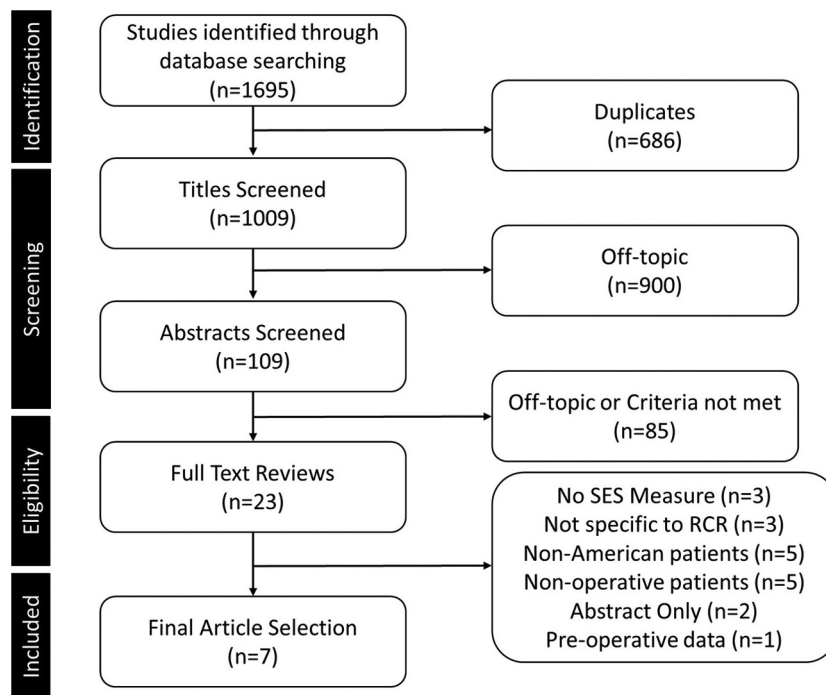 Identification
Studies identified through
database searching
(n=1695)
Duplicates
(n=686)
Screening
Titles Screened
(n=1009)
Off-topic
(n=900)
Abstracts Screened
(n=109)
Off-topic or Criteria not met
(n=85)
Eligibility
Full Text Reviews
(n=23)
No SES Measure (n=3)
Not specific to RCR (n=3)
Non-American patients (n=5)
Non-operative patients (n=5)
Abstract Only (n=2)
Pre-operative data (n=1)
Included
Final Article Selection
(n=7)